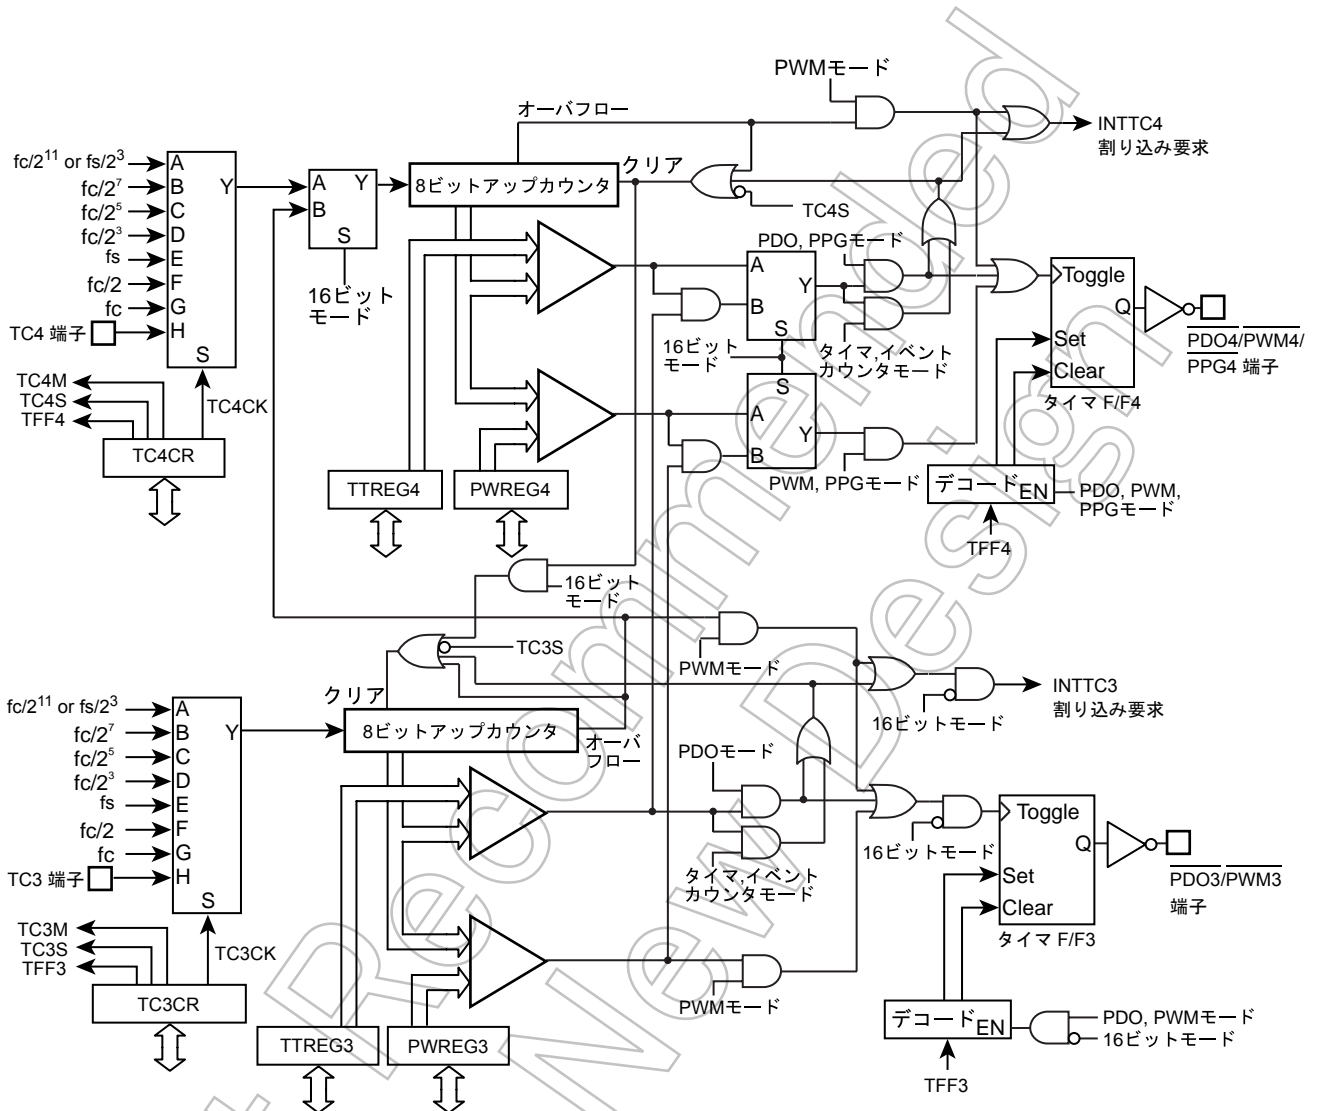 PWMモード
オーバフロー
INTTC4
割り込み要求
fc/2¹¹ or fs/2³
fc/2⁷
fc/2⁵
fc/2³
fs
fc/2
fc
TC4 端子
A
B
C
D
E
F
G
H
Y
S
A
B
Y
S
16ビット
モード
8ビットアップカウンタ
クリア
TC4S
PDO, PPGモード
A
B
Y
S
16ビット
モード
タイマ,イベント
カウンタモード
S
A
B
Y
PWM, PPGモード
Toggle
Q
Set
Clear
タイマ F/F4
PDO4/PWM4/
PPG4 端子
TC4M
TC4S
TFF4
TC4CK
TC4CR
TTREG4
PWREG4
デコード
EN
PDO, PWM,
PPGモード
TFF4
16ビット
モード
TC3S
PWMモード
INTTC3
割り込み要求
16ビットモード
fc/2¹¹ or fs/2³
fc/2⁷
fc/2⁵
fc/2³
fs
fc/2
fc
TC3 端子
A
B
C
D
E
F
G
H
Y
S
クリア
8ビットアップカウンタ
オーバ
フロー
PDOモード
タイマ,イベント
カウンタモード
16ビットモード
Toggle
Q
Set
Clear
タイマ F/F3
PDO3/PWM3
端子
TC3M
TC3S
TFF3
TC3CK
TC3CR
TTREG3
PWREG3
PWMモード
デコード
EN
PDO, PWMモード
16ビットモード
TFF3
Recommended
New Design